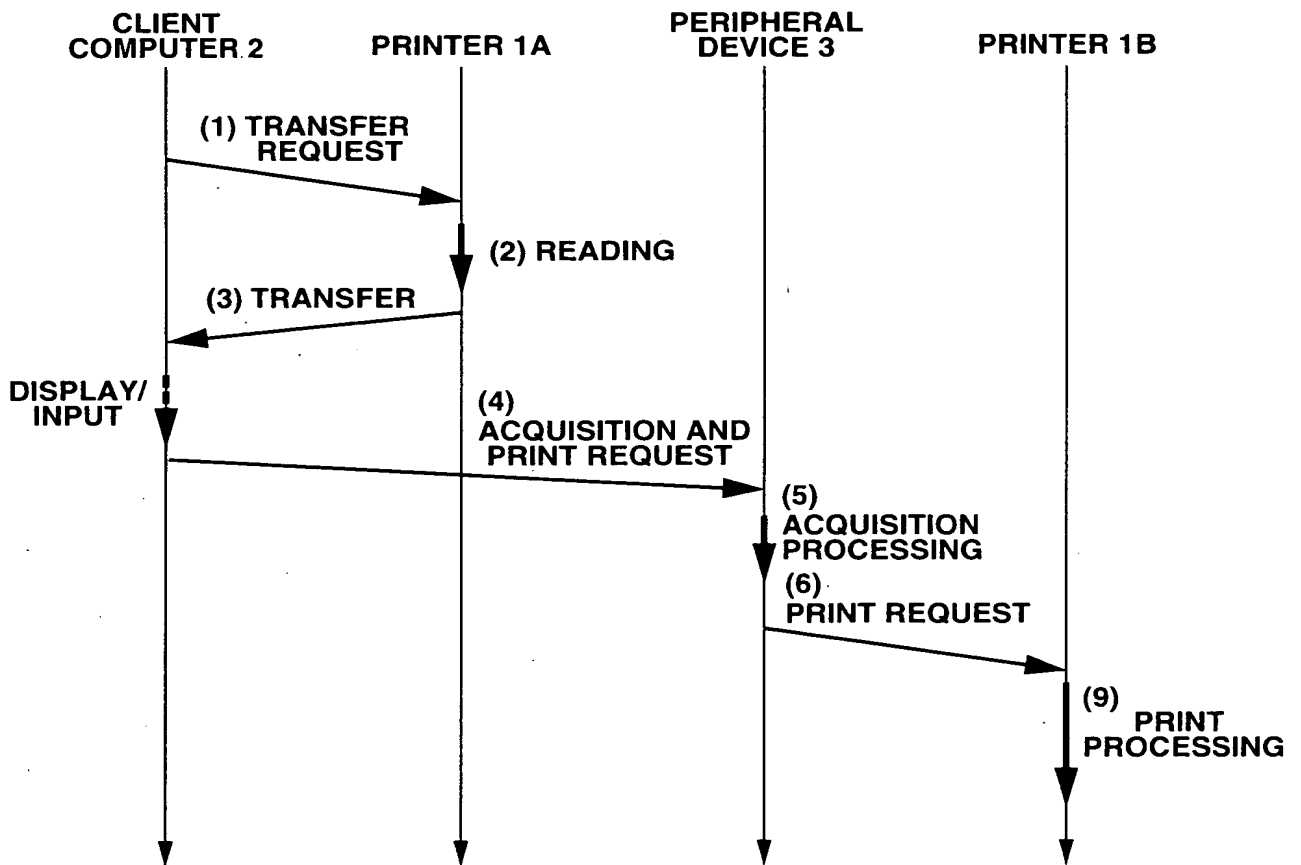 CLIENT
COMPUTER 2
PRINTER 1A
PERIPHERAL
DEVICE 3
PRINTER 1B
(1) TRANSFER
REQUEST
(2) READING
(3) TRANSFER
DISPLAY/
INPUT
(4)
ACQUISITION AND
PRINT REQUEST
(5)
ACQUISITION
PROCESSING
(6)
PRINT REQUEST
(9)
PRINT
PROCESSING